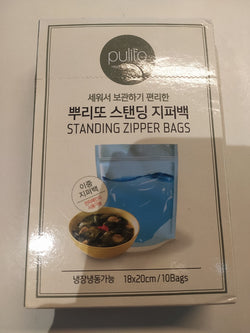 pulito
세워서 보관하기 편리한
뿌리또 스탠딩 지퍼백
STANDING ZIPPER BAGS
이중
지퍼백
냉장냉동가능
18x20cm / 10Bags